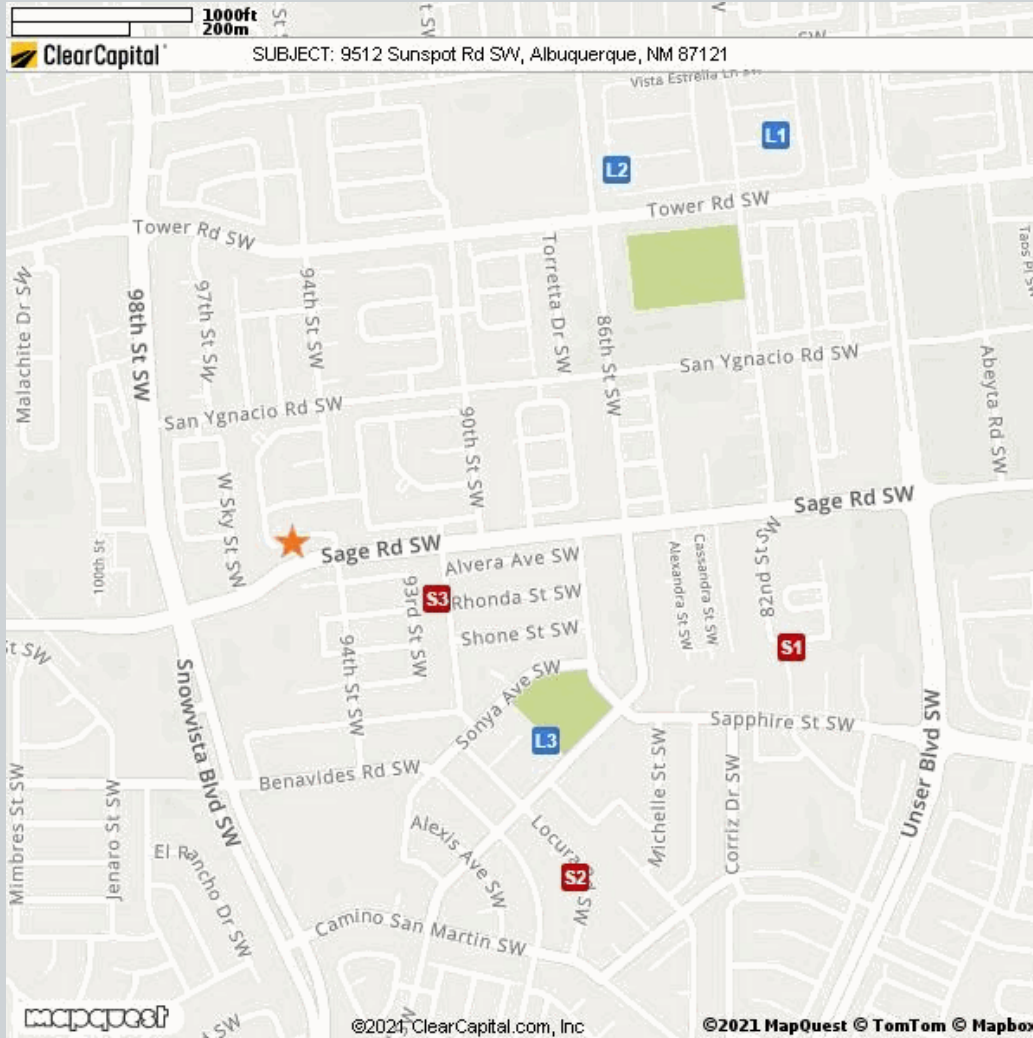 1000ft
200m
ClearCapital
SUBJECT: 9512 Sunspot Rd SW, Albuquerque, NM 87121
Vista Estrella Ln SW
L1
L2
Tower Rd SW
Tower Rd SW
Taos Pl SW
Malachite Dr SW
98th St SW
97th St SW
94th St SW
Torretta Dr SW
86th St SW
San Ygnacio Rd SW
Abeyta Rd SW
San Ygnacio Rd SW
90th St SW
W Sky St SW
Sage Rd SW
Sage Rd SW
100th St
Alvera Ave SW
Alexandra St SW
Cassandra St SW
82nd St SW
93rd St SW
S3
Rhonda St SW
Shone St SW
94th St SW
S1
St SW
Snowvista Blvd SW
Sonya Ave SW
L3
Sapphire St SW
Unser Blvd SW
Benavides Rd SW
Mimbres St SW
Jenaro St SW
Michelle St SW
Corriz Dr SW
El Rancho Dr SW
Alexis Ave SW
S2
Camino San Martin SW
SW
mapquest
©2021 ClearCapital.com, Inc
©2021 MapQuest © TomTom © Mapbox